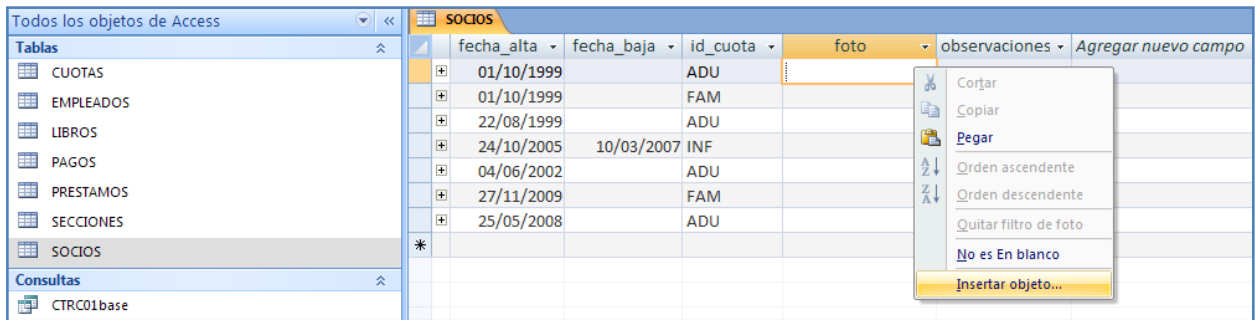 Todos los objetos de Access
Tablas
CUOTAS
EMPLEADOS
LIBROS
PAGOS
PRESTAMOS
SECCIONES
SOCIOS
Consultas
CTRC01base
SOCIOS
fecha_alta fecha_baja id_cuota foto observaciones Agregar nuevo campo
01/10/1999 ADU
01/10/1999 FAM
22/08/1999 ADU
24/10/2005 10/03/2007 INF
04/06/2002 ADU
27/11/2009 FAM
25/05/2008 ADU
Cortar
Copiar
Pegar
Orden ascendente
Orden descendente
Quitar filtro de foto
No es En blanco
Insertar objeto...